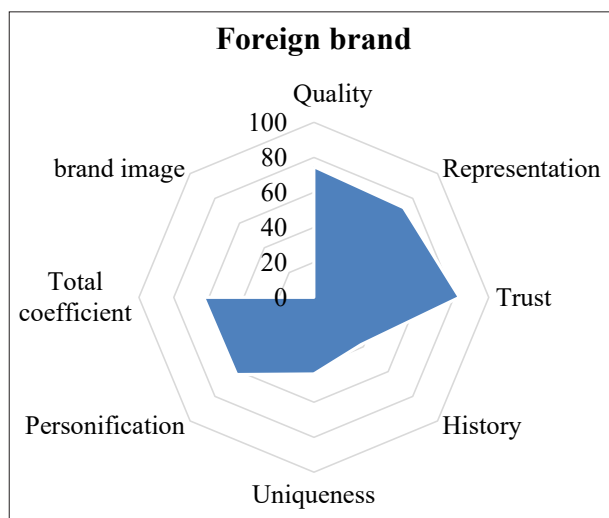 Foreign brand
Quality
100
80
60
40
20
0
brand image
Representation
Total
coefficient
Trust
Personification
History
Uniqueness